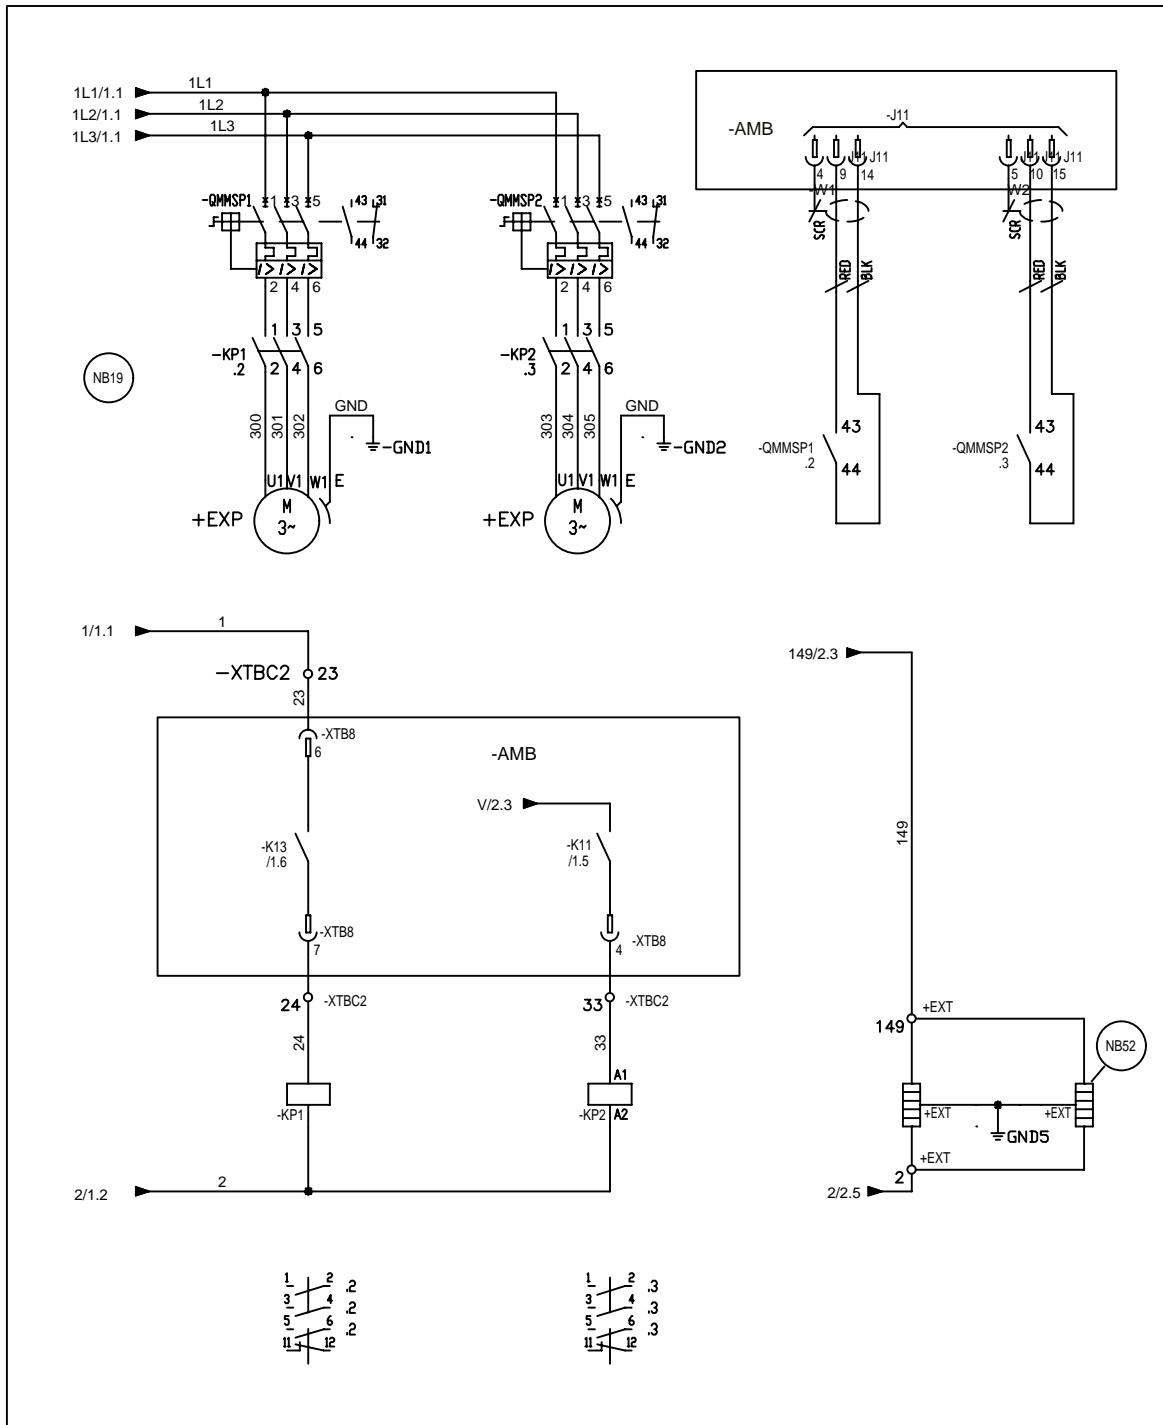 1L1/1.1 1L1
1L2/1.1 1L2
1L3/1.1 1L3
-AMB -J11
J11 J11 J11 J11
4 9 14 5 10 15
-W1 -W2
SCR SCR
RED BLK RED BLK
-QMMSP1 1 3 5 43 31
44 32
-QMMSP2 1 3 5 43 31
44 32
I> I> I> I> I> I>
2 4 6 2 4 6
1 3 5 1 3 5
-KP1 -KP2
.2 2 4 6 .3 2 4 6
NB19
300 301 302 GND
-GND1
303 304 305 GND
-GND2
43 43
-QMMSP1 -QMMSP2
.2 44 .3 44
U1 V1 W1 E U1 V1 W1 E
+EXP M 3~ +EXP M 3~
1/1.1 1
149/2.3
-XTBC2 23
23
-XTB8
6
-AMB
V/2.3
-K13
/1.6
-K11
/1.5
149
-XTB8
7
-XTB8
4
24 -XTBC2 33 -XTBC2
24 33
+EXT
149
NB52
A1
-KP1 -KP2 A2
+EXT +EXT
GND5
+EXT
2
2/1.2 2
2/2.5
1 2 .2 1 2 .3
3 4 .2 3 4 .3
5 6 .2 5 6 .3
11 12 11 12